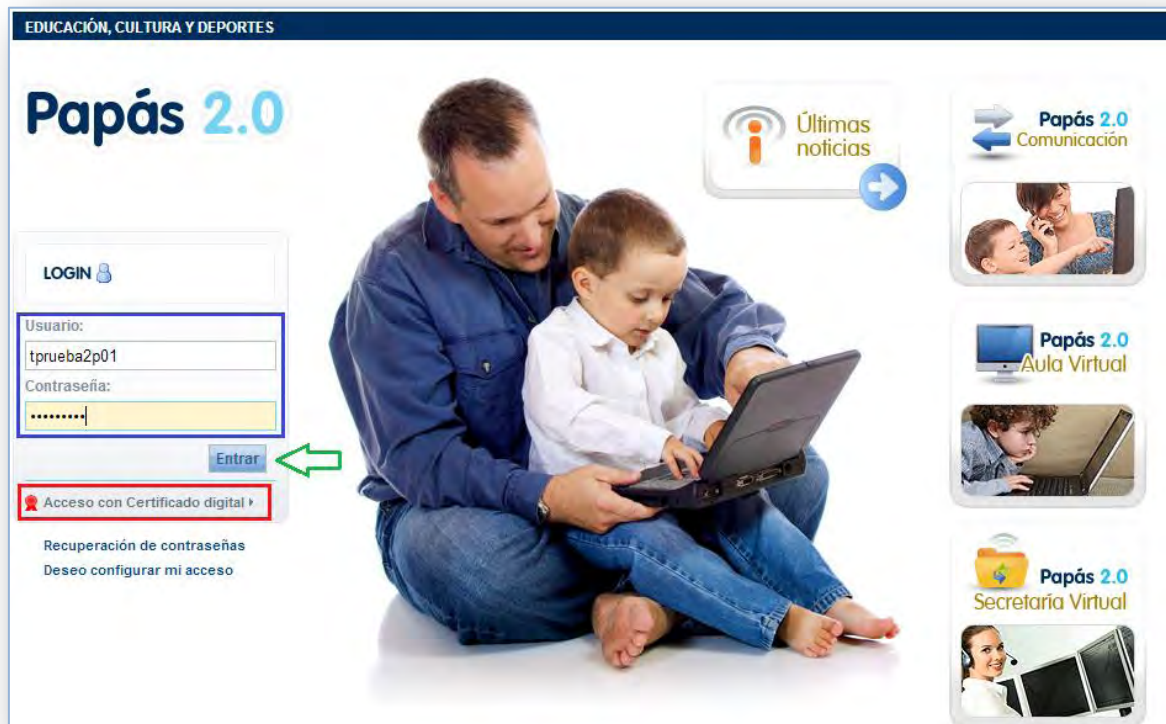 EDUCACIÓN, CULTURA Y DEPORTES
Papás 2.0
LOGIN
Usuario:
tprueba2p01
Contraseña:
•••••••••
Entrar
Acceso con Certificado digital
Recuperación de contraseñas
Deseo configurar mi acceso
Últimas
noticias
Papás 2.0
Comunicación
Papás 2.0
Aula Virtual
Papás 2.0
Secretaría Virtual